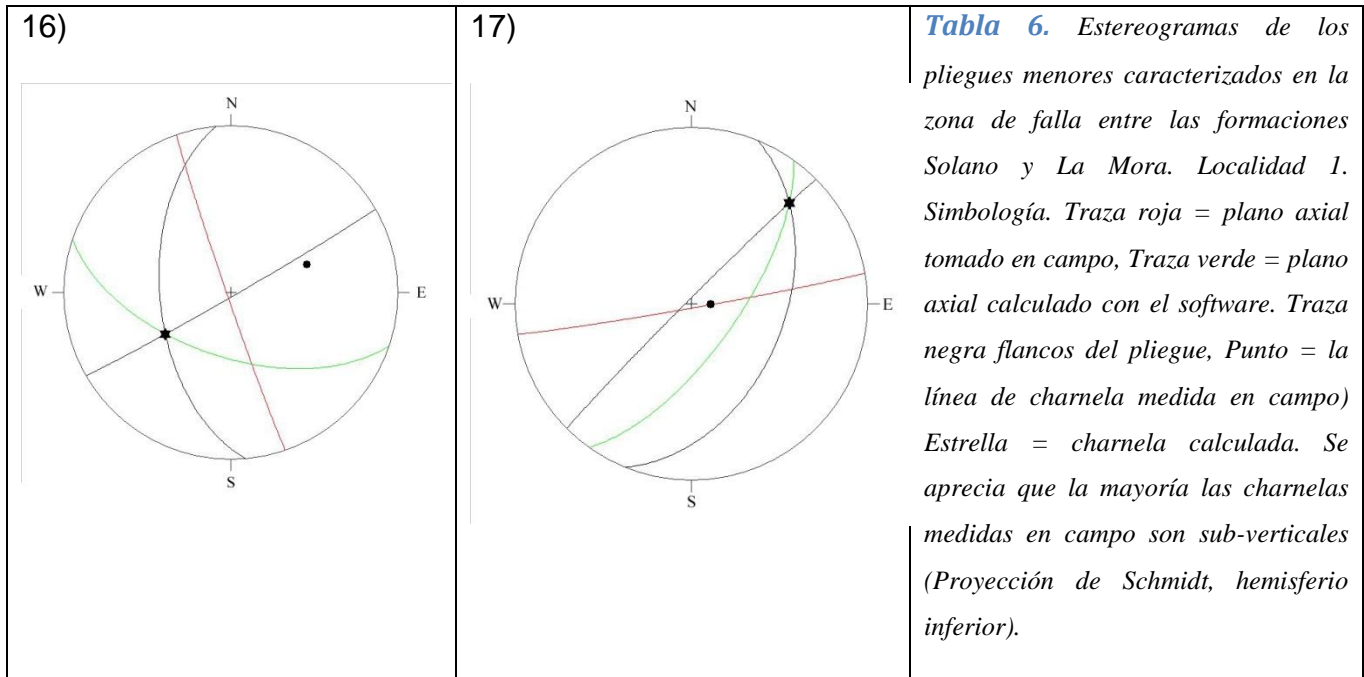 16)
N
W
E
S
17)
N
W
E
S
Tabla 6. Estereogramas de los
pliegues menores caracterizados en la
zona de falla entre las formaciones
Solano y La Mora. Localidad 1.
Simbología. Traza roja = plano axial
tomado en campo, Traza verde = plano
axial calculado con el software. Traza
negra flancos del pliegue, Punto = la
línea de charnela medida en campo)
Estrella = charnela calculada. Se
aprecia que la mayoría las charnelas
medidas en campo son sub-verticales
(Proyección de Schmidt, hemisferio
inferior).